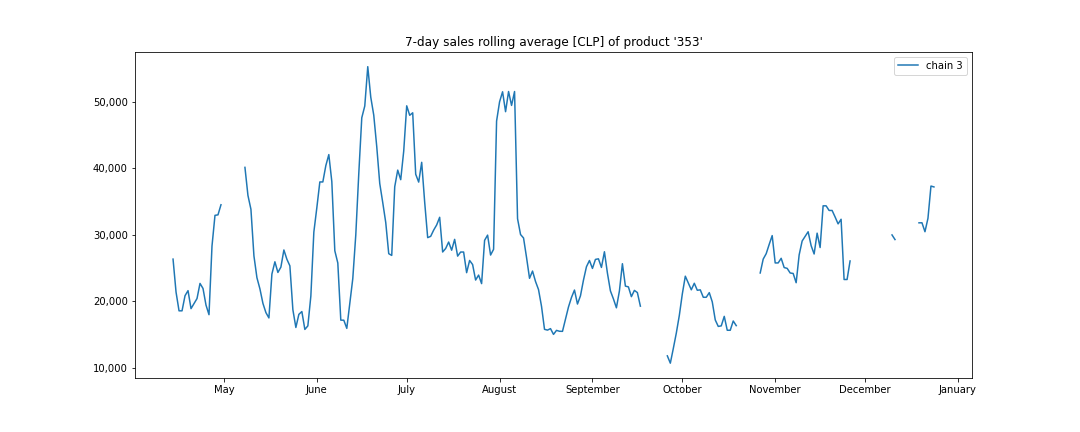 7-day sales rolling average [CLP] of product '353'
chain 3
50,000
40,000
30,000
20,000
10,000
May June July August September October November December January